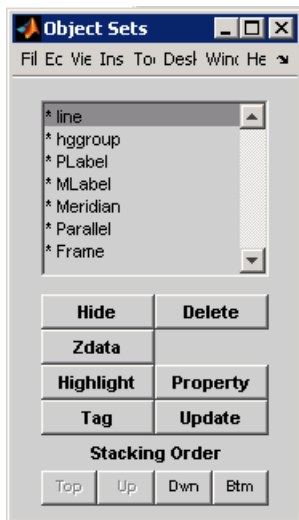 Object Sets
Fil Ec Vie Ins To Desl Winc He
* line
* hggroup
* PLabel
* MLabel
* Meridian
* Parallel
* Frame
Hide Delete
Zdata
Highlight Property
Tag Update
Stacking Order
Top Up Dwn Btm